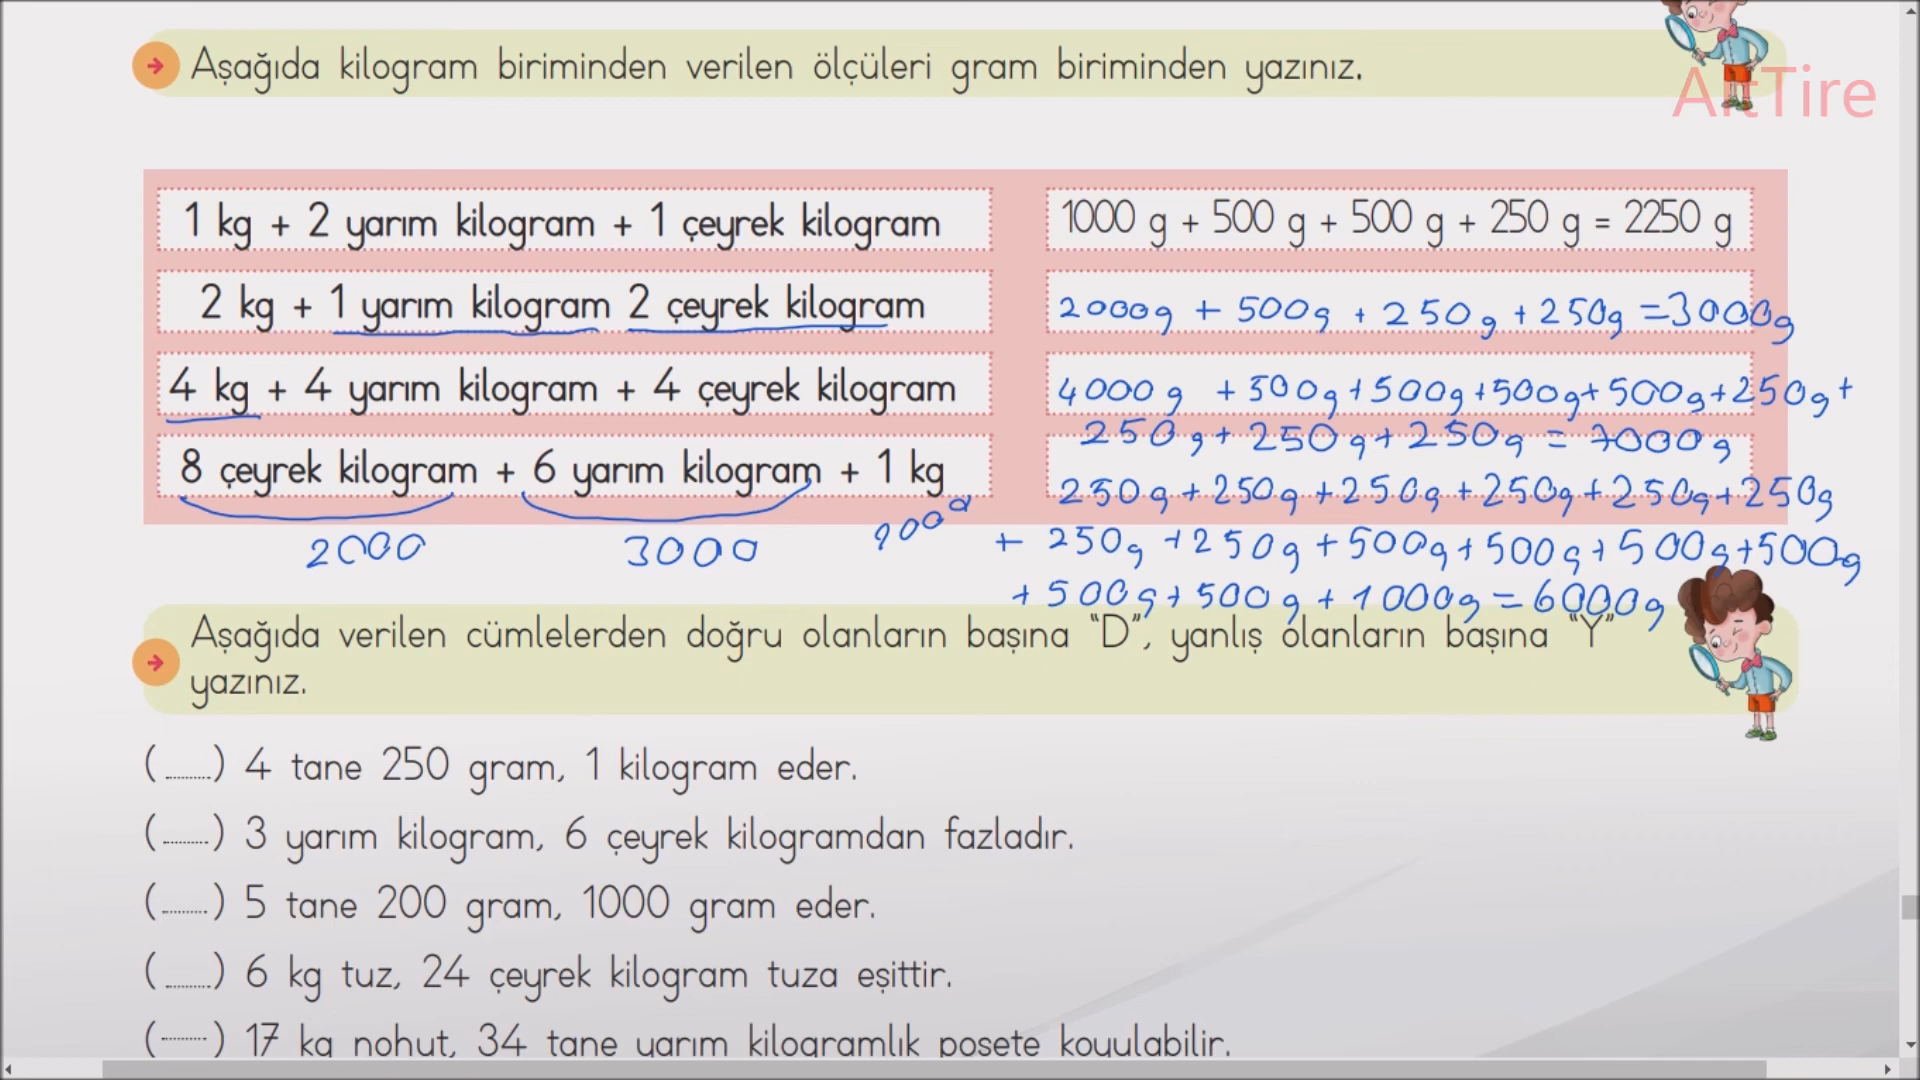 Aşağıda kilogram biriminden verilen ölçüleri gram biriminden yazınız.
AltTire
1 kg + 2 yarım kilogram + 1 çeyrek kilogram
1000 g + 500 g + 500 g + 250 g = 2250 g
2 kg + 1 yarım kilogram 2 çeyrek kilogram
2000g + 500g + 250g + 250g = 3000g
4 kg + 4 yarım kilogram + 4 çeyrek kilogram
4000 g + 500g + 500g + 500g + 500g + 250g +
250g + 250g + 250g = 7000g
8 çeyrek kilogram + 6 yarım kilogram + 1 kg
250g + 250g + 250g + 250g + 250g + 250g
2000 3000 1000
+ 250g + 250g + 500g + 500g + 500g + 500g
+ 500g + 500g + 1000g = 6000g
Aşağıda verilen cümlelerden doğru olanların başına “D”, yanlış olanların başına “Y”
yazınız.
(........) 4 tane 250 gram, 1 kilogram eder.
(........) 3 yarım kilogram, 6 çeyrek kilogramdan fazladır.
(........) 5 tane 200 gram, 1000 gram eder.
(........) 6 kg tuz, 24 çeyrek kilogram tuza eşittir.
(........) 17 kg nohut, 34 tane yarım kilogramlık poşete koyulabilir.